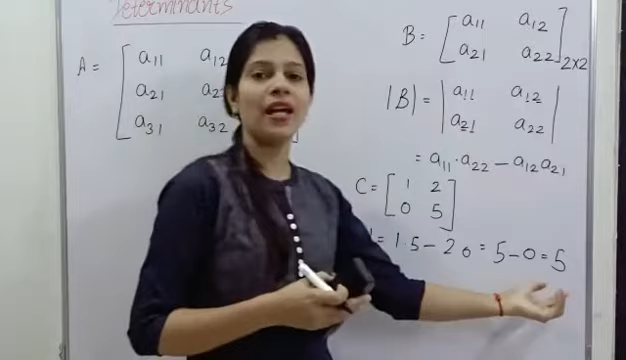 Determinants
A = [ a11 a12
a21 a2
a31 a32 ]
B = [ a11 a12
a21 a22 ]2×2
|B| = | a11 a12
a21 a22 |
= a11·a22 – a12a21
C = [ 1 2
0 5 ]
| = 1·5 – 2 0 = 5 – 0 = 5